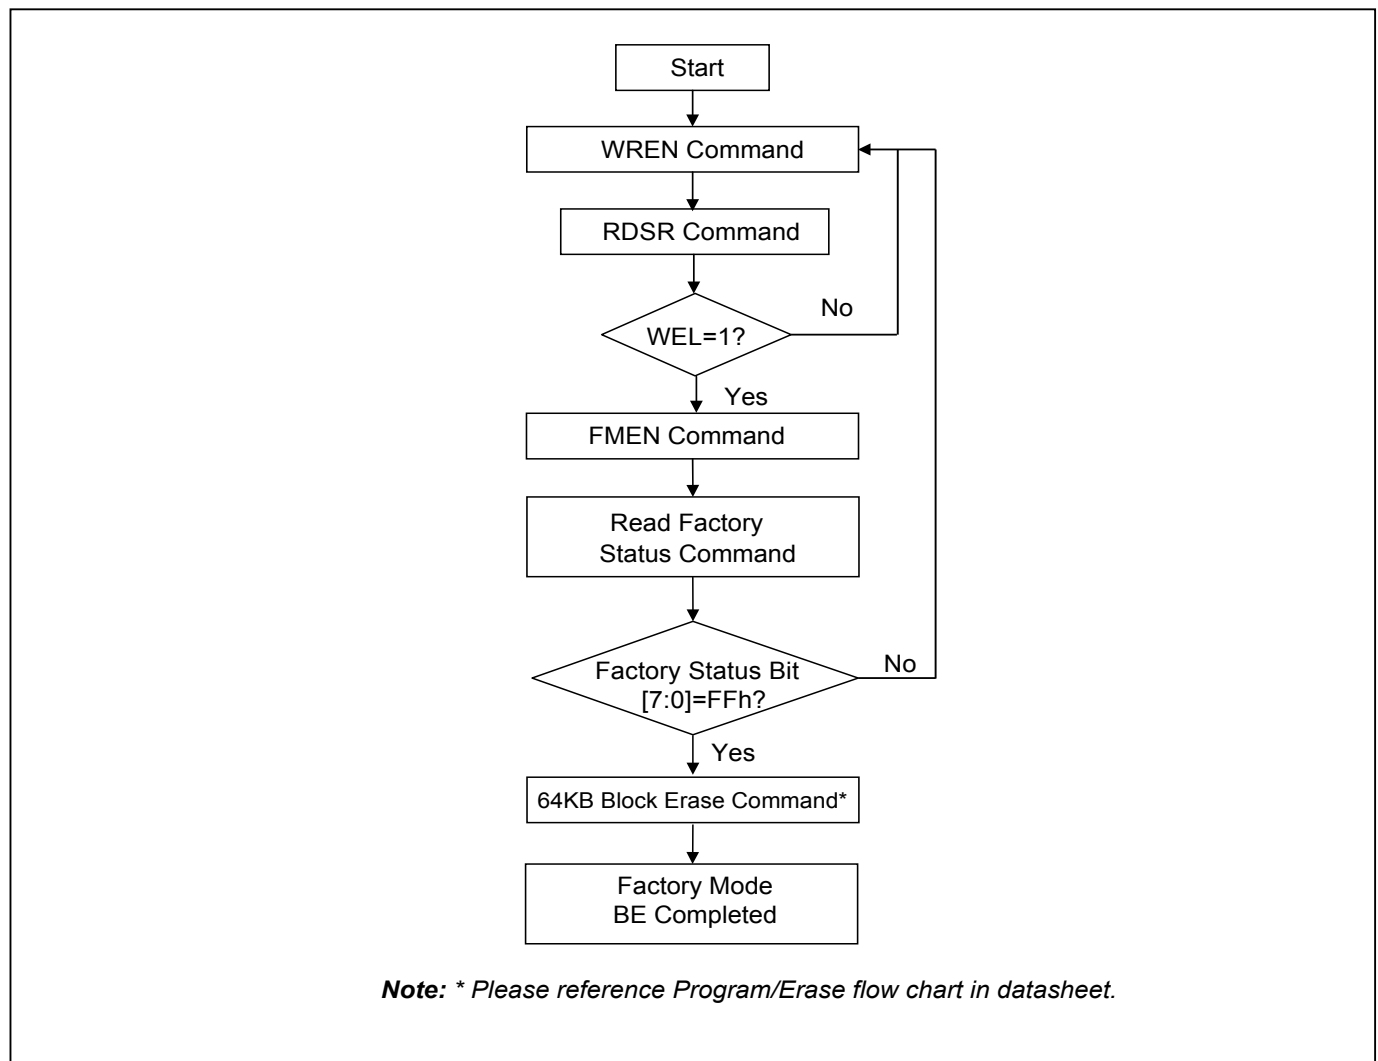 Start
WREN Command
RDSR Command
No
WEL=1?
Yes
FMEN Command
Read Factory
Status Command
Factory Status Bit
[7:0]=FFh?
No
Yes
64KB Block Erase Command*
Factory Mode
BE Completed
Note: * Please reference Program/Erase flow chart in datasheet.